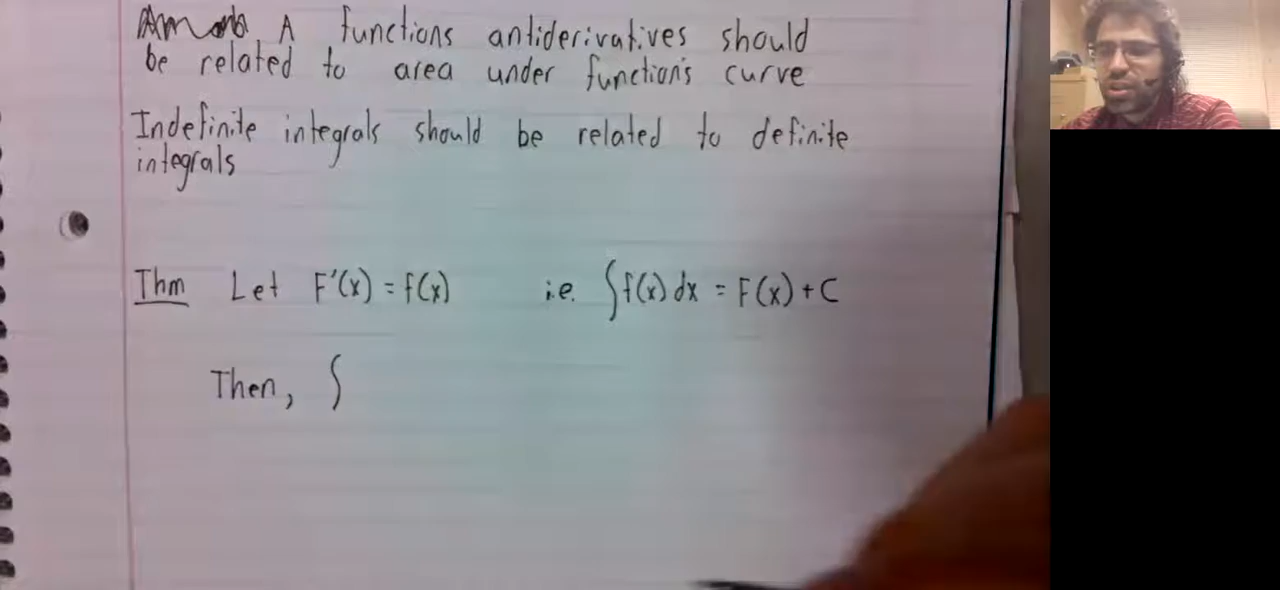 A functions antiderivatives should
be related to area under function's curve
Indefinite integrals should be related to definite
integrals
Thm Let F'(x) = f(x) i.e. ∫f(x) dx = F(x) + C
Then, ∫